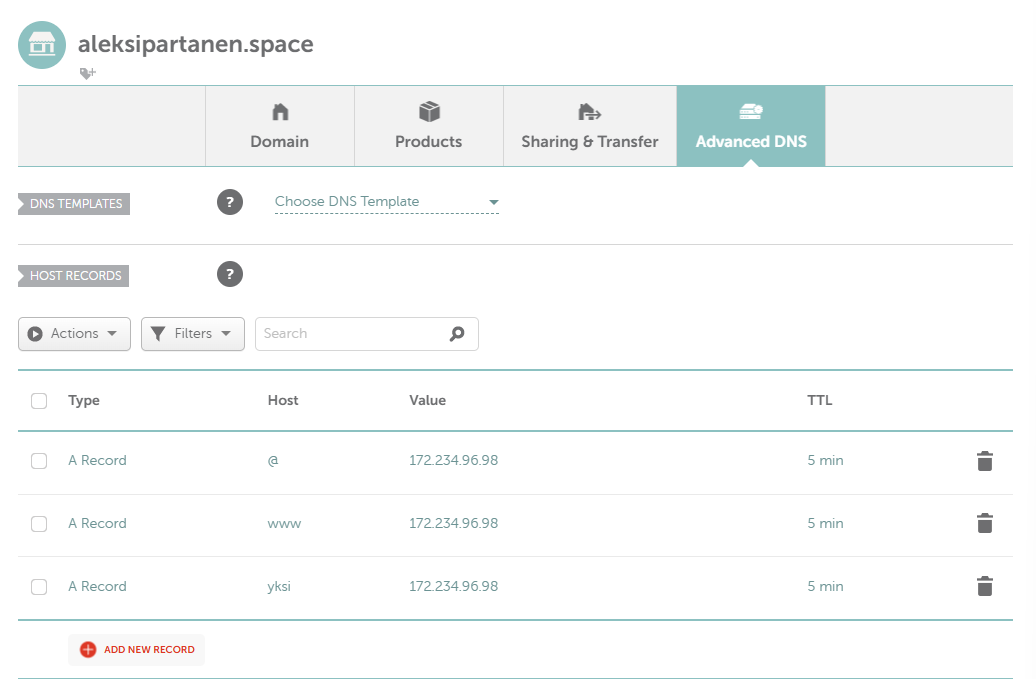 aleksipartanen.space
Domain
Products
Sharing & Transfer
Advanced DNS
DNS TEMPLATES
?
Choose DNS Template
HOST RECORDS
?
Actions
Filters
Search
Type Host Value TTL
A Record @ 172.234.96.98 5 min
A Record www 172.234.96.98 5 min
A Record yksi 172.234.96.98 5 min
ADD NEW RECORD